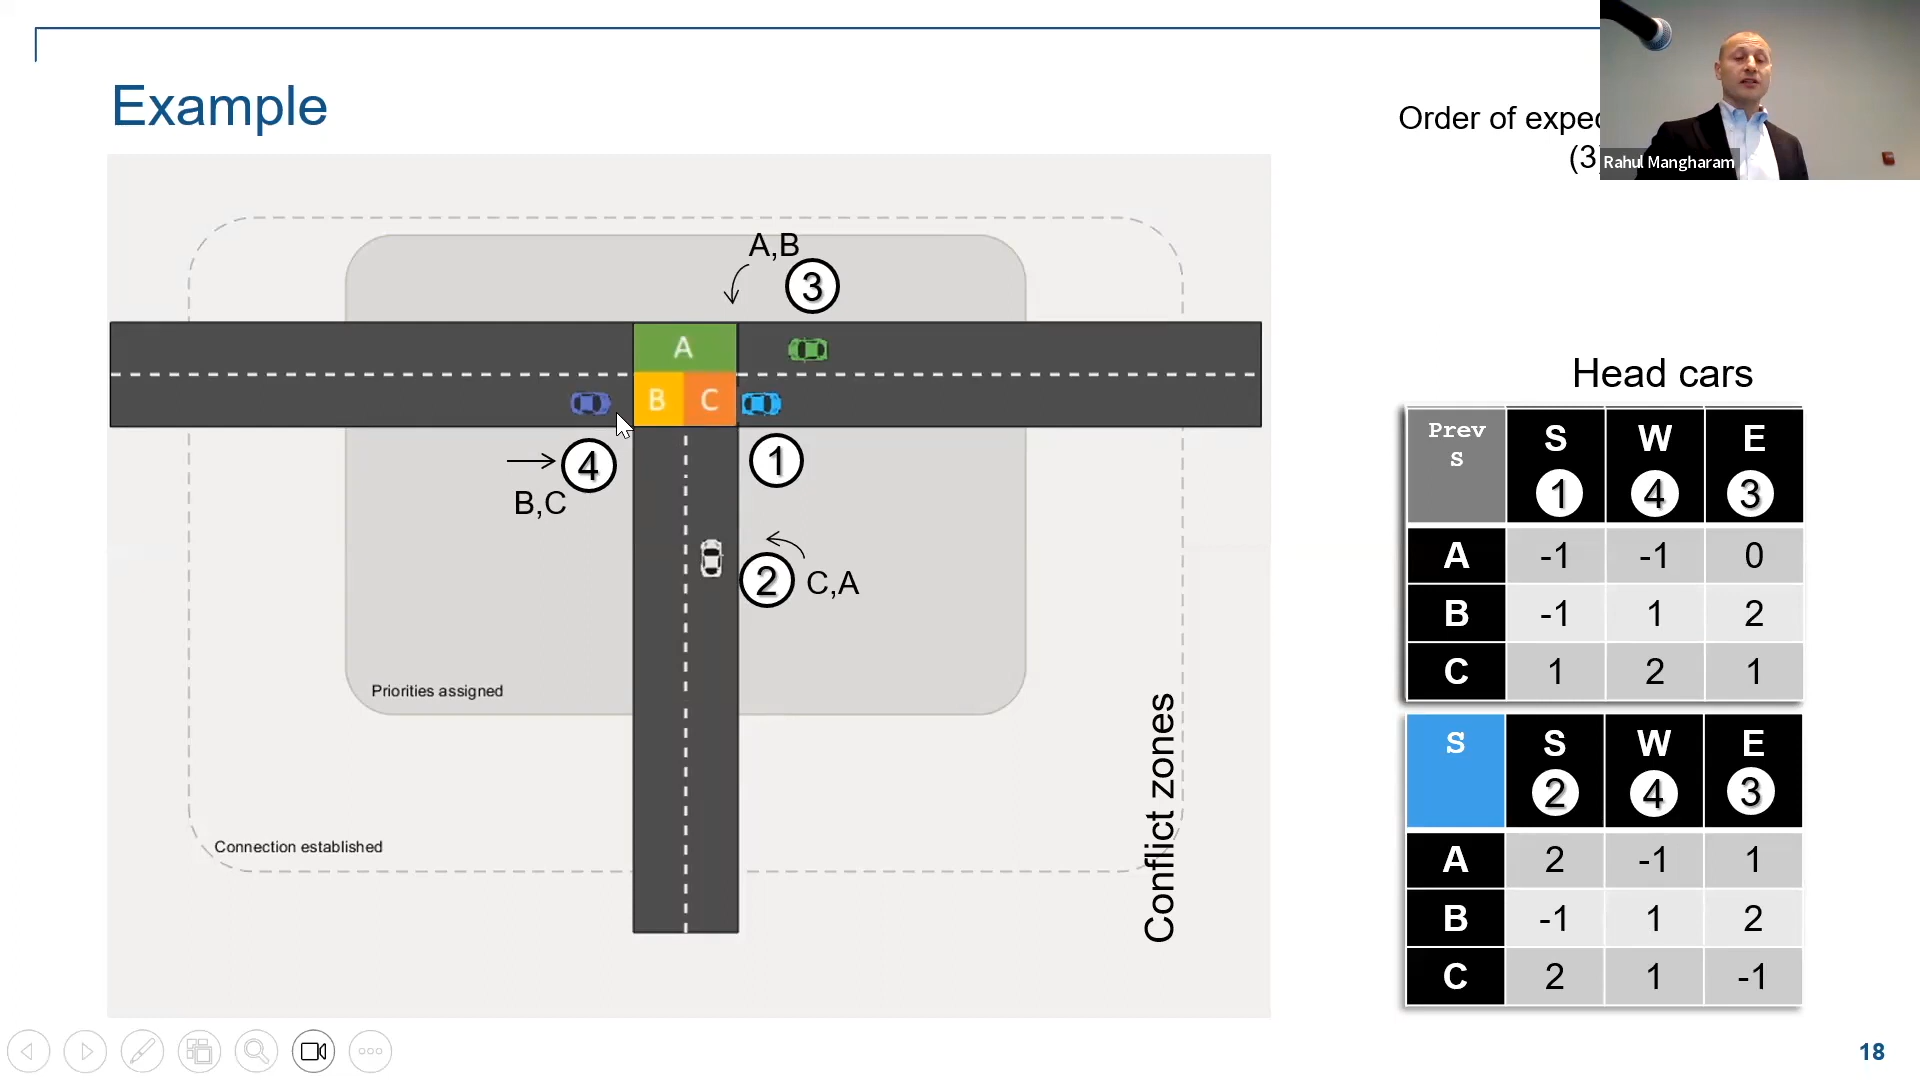 Example
Order of expec
(3
Rahul Mangharam
A,B
3
A
B C
4
1
B,C
2 C,A
Priorities assigned
Connection established
Conflict zones
Head cars
Prev S W E
S 1 4 3
A -1 -1 0
B -1 1 2
C 1 2 1
S S W E
2 4 3
A 2 -1 1
B -1 1 2
C 2 1 -1
18